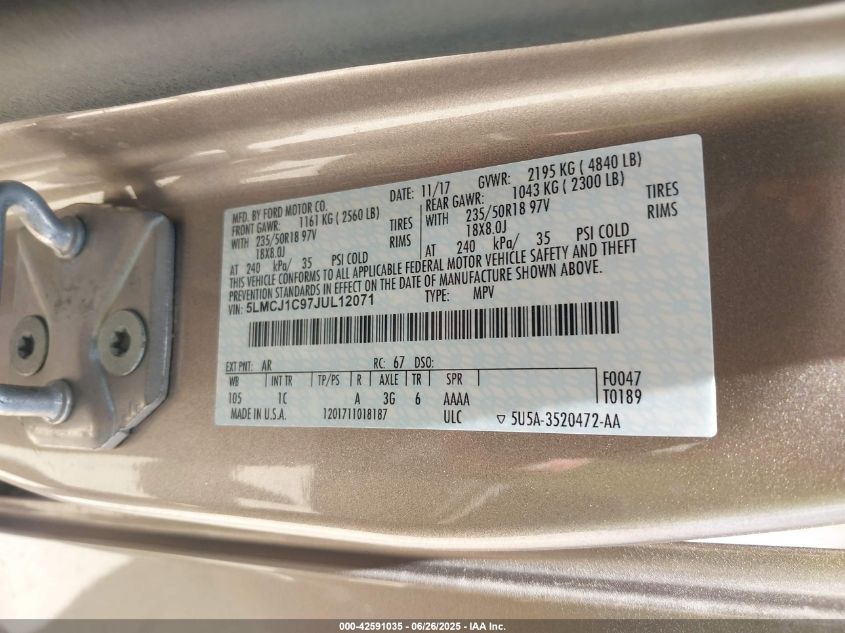 MFD. BY FORD MOTOR CO.
DATE: 11/17 GVWR: 2195 KG ( 4840 LB)
FRONT GAWR: 1161 KG ( 2560 LB) REAR GAWR: 1043 KG ( 2300 LB)
WITH 235/50R18 97V TIRES WITH 235/50R18 97V TIRES
18X8.0J RIMS 18X8.0J RIMS
AT 240 kPa/ 35 PSI COLD AT 240 kPa/ 35 PSI COLD
THIS VEHICLE CONFORMS TO ALL APPLICABLE FEDERAL MOTOR VEHICLE SAFETY AND THEFT
PREVENTION STANDARDS IN EFFECT ON THE DATE OF MANUFACTURE SHOWN ABOVE.
VIN: 5LMCJ1C97JUL12071 TYPE: MPV
EXT PNT: AR RC: 67 DSO:
WB INT TR TP/PS R AXLE TR SPR F0047
105 1C A 3G 6 AAAA T0189
MADE IN U.S.A. 1201711018187 ULC ▽ 5U5A-3520472-AA
000-42591035 - 06/26/2025 - IAA Inc.